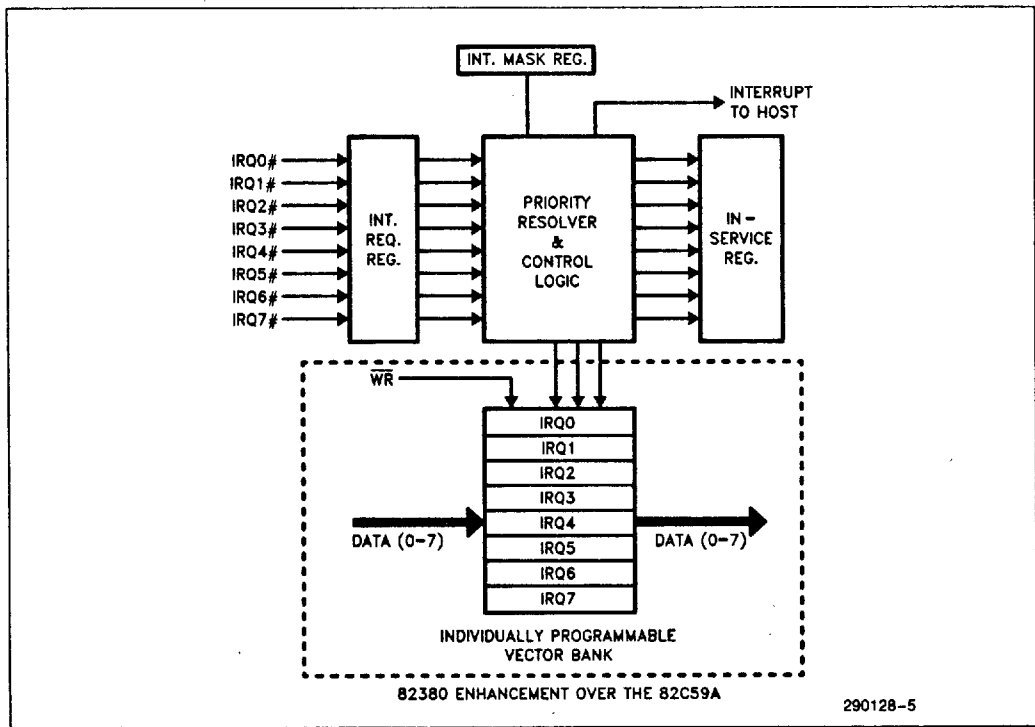 INT. MASK REG.
INTERRUPT
TO HOST
IRQ0#
IRQ1#
IRQ2#
IRQ3#
IRQ4#
IRQ5#
IRQ6#
IRQ7#
INT.
REQ.
REG.
PRIORITY
RESOLVER
&
CONTROL
LOGIC
IN-
SERVICE
REG.
WR
IRQ0
IRQ1
IRQ2
IRQ3
IRQ4
IRQ5
IRQ6
IRQ7
DATA (0-7)
DATA (0-7)
INDIVIDUALLY PROGRAMMABLE
VECTOR BANK
82380 ENHANCEMENT OVER THE 82C59A
290128-5